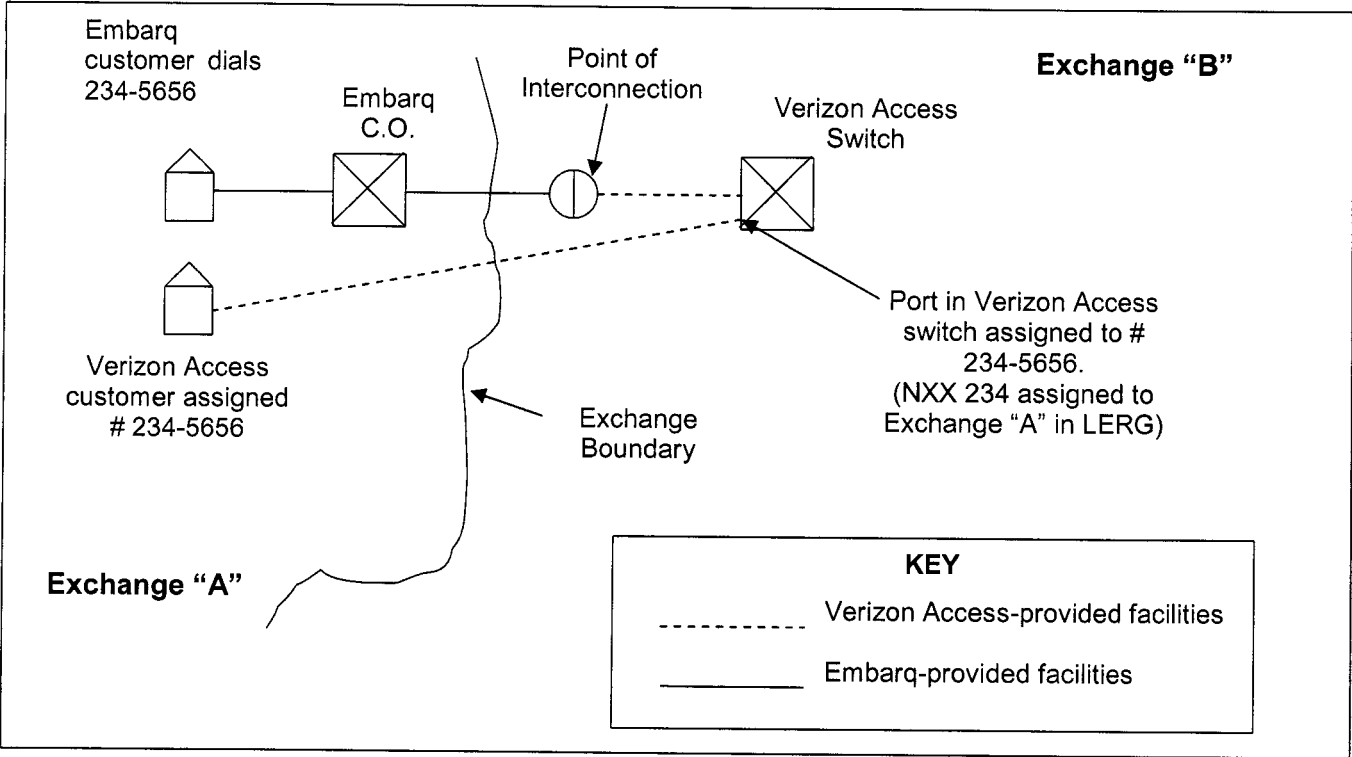 Embarq
customer dials
234-5656
Embarq
C.O.
Point of
Interconnection
Exchange “B”
Verizon Access
Switch
Verizon Access
customer assigned
# 234-5656
Port in Verizon Access
switch assigned to #
234-5656.
(NXX 234 assigned to
Exchange “A” in LERG)
Exchange
Boundary
Exchange “A”
KEY
Verizon Access-provided facilities
Embarq-provided facilities